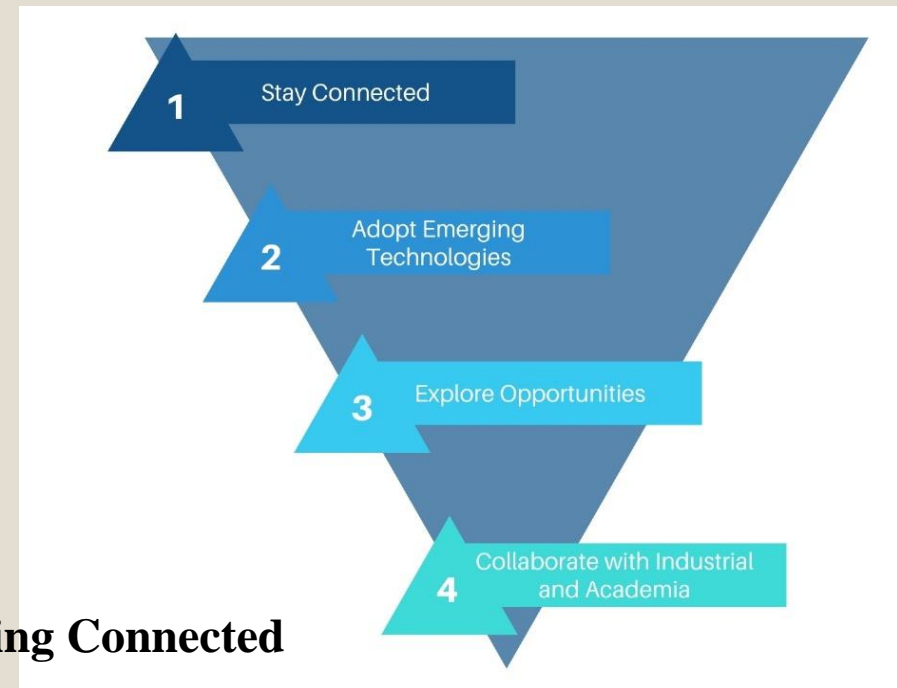 1
Stay Connected
2
Adopt Emerging
Technologies
3
Explore Opportunities
4
Collaborate with Industrial
and Academia
ing Connected